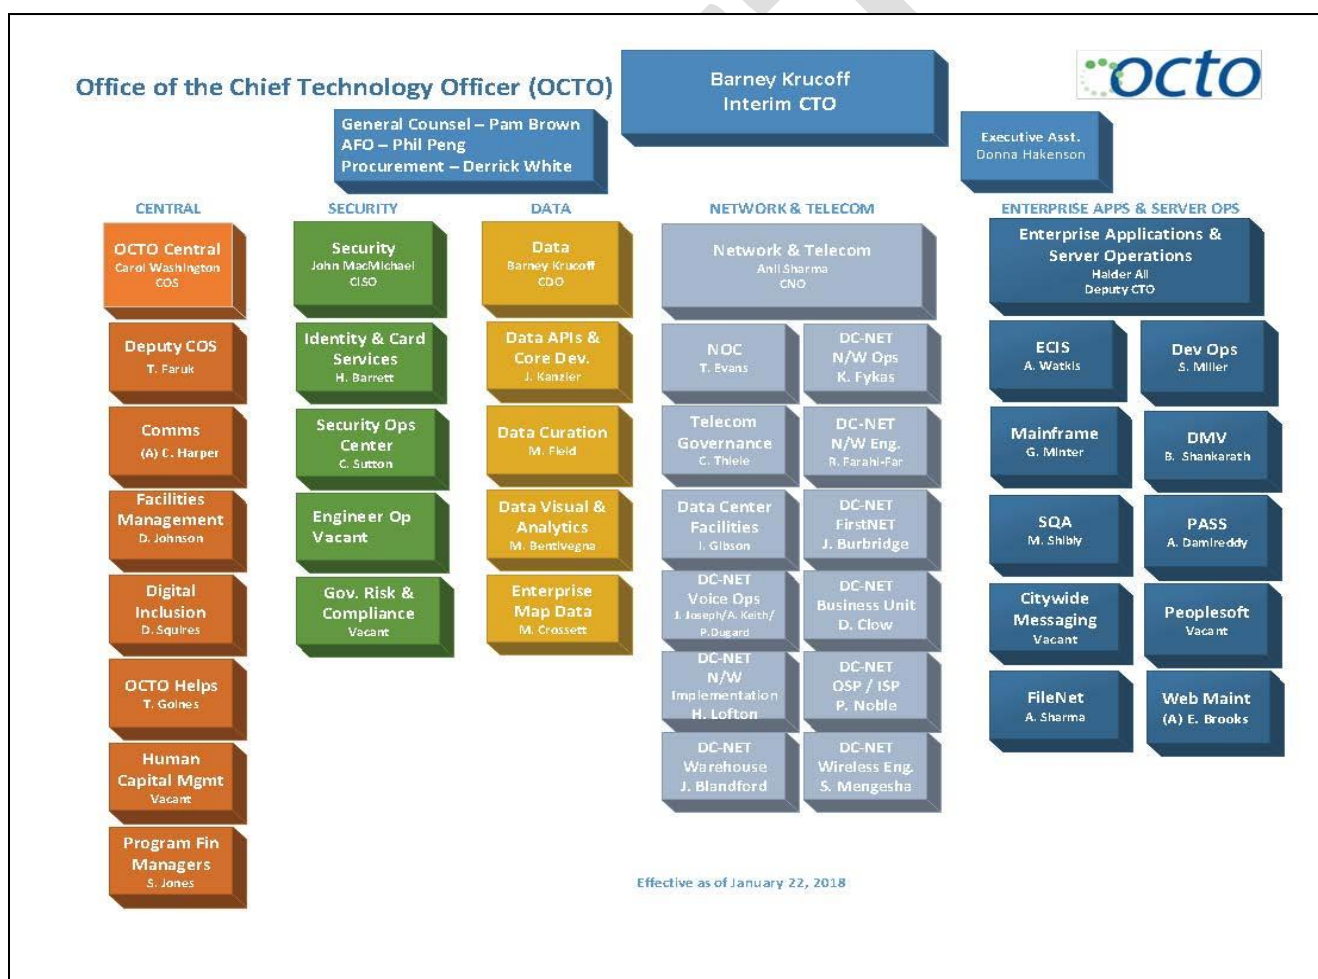 Office of the Chief Technology Officer (OCTO)
Barney Krucoff
Interim CTO
octo
General Counsel – Pam Brown
AFO – Phil Peng
Procurement – Derrick White
Executive Asst.
Donna Hakenson
CENTRAL
OCTO Central
Carol Washington
COS
Deputy COS
T. Faruk
Comms
(A) C. Harper
Facilities
Management
D. Johnson
Digital
Inclusion
D. Squires
OCTO Helps
T. Goines
Human
Capital Mgmt
Vacant
Program Fin
Managers
S. Jones
SECURITY
Security
John MacMichael
CISO
Identity & Card
Services
H. Barrett
Security Ops
Center
C. Sutton
Engineer Op
Vacant
Gov. Risk &
Compliance
Vacant
DATA
Data
Barney Krucoff
CDO
Data APIs &
Core Dev.
J. Kanzler
Data Curation
M. Field
Data Visual &
Analytics
M. Bentivegna
Enterprise
Map Data
M. Crossett
NETWORK & TELECOM
Network & Telecom
Anil Sharma
CNO
NOC
T. Evans
Telecom
Governance
C. Thiele
Data Center
Facilities
I. Gibson
DC-NET
Voice Ops
J. Joseph/A. Keith/
P.Dugard
DC-NET
N/W
Implementation
H. Lofton
DC-NET
Warehouse
J. Blandford
DC-NET
N/W Ops
K. Fykas
DC-NET
N/W Eng.
R. Farahi-Far
DC-NET
FirstNET
J. Burbridge
DC-NET
Business Unit
D. Clow
DC-NET
OSP / ISP
P. Noble
DC-NET
Wireless Eng.
S. Mengesha
ENTERPRISE APPS & SERVER OPS
Enterprise Applications &
Server Operations
Haider Ali
Deputy CTO
ECIS
A. Watkis
Mainframe
G. Minter
SQA
M. Shibly
Citywide
Messaging
Vacant
FileNet
A. Sharma
Dev Ops
S. Miller
DMV
B. Shankarath
PASS
A. Damireddy
Peoplesoft
Vacant
Web Maint
(A) E. Brooks
Effective as of January 22, 2018